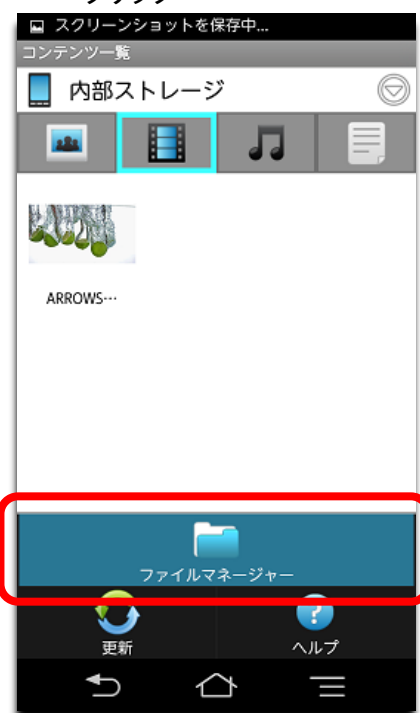 スクリーンショットを保存中...
コンテンツ一覧
内部ストレージ
ARROWS…
ファイルマネージャー
更新
ヘルプ